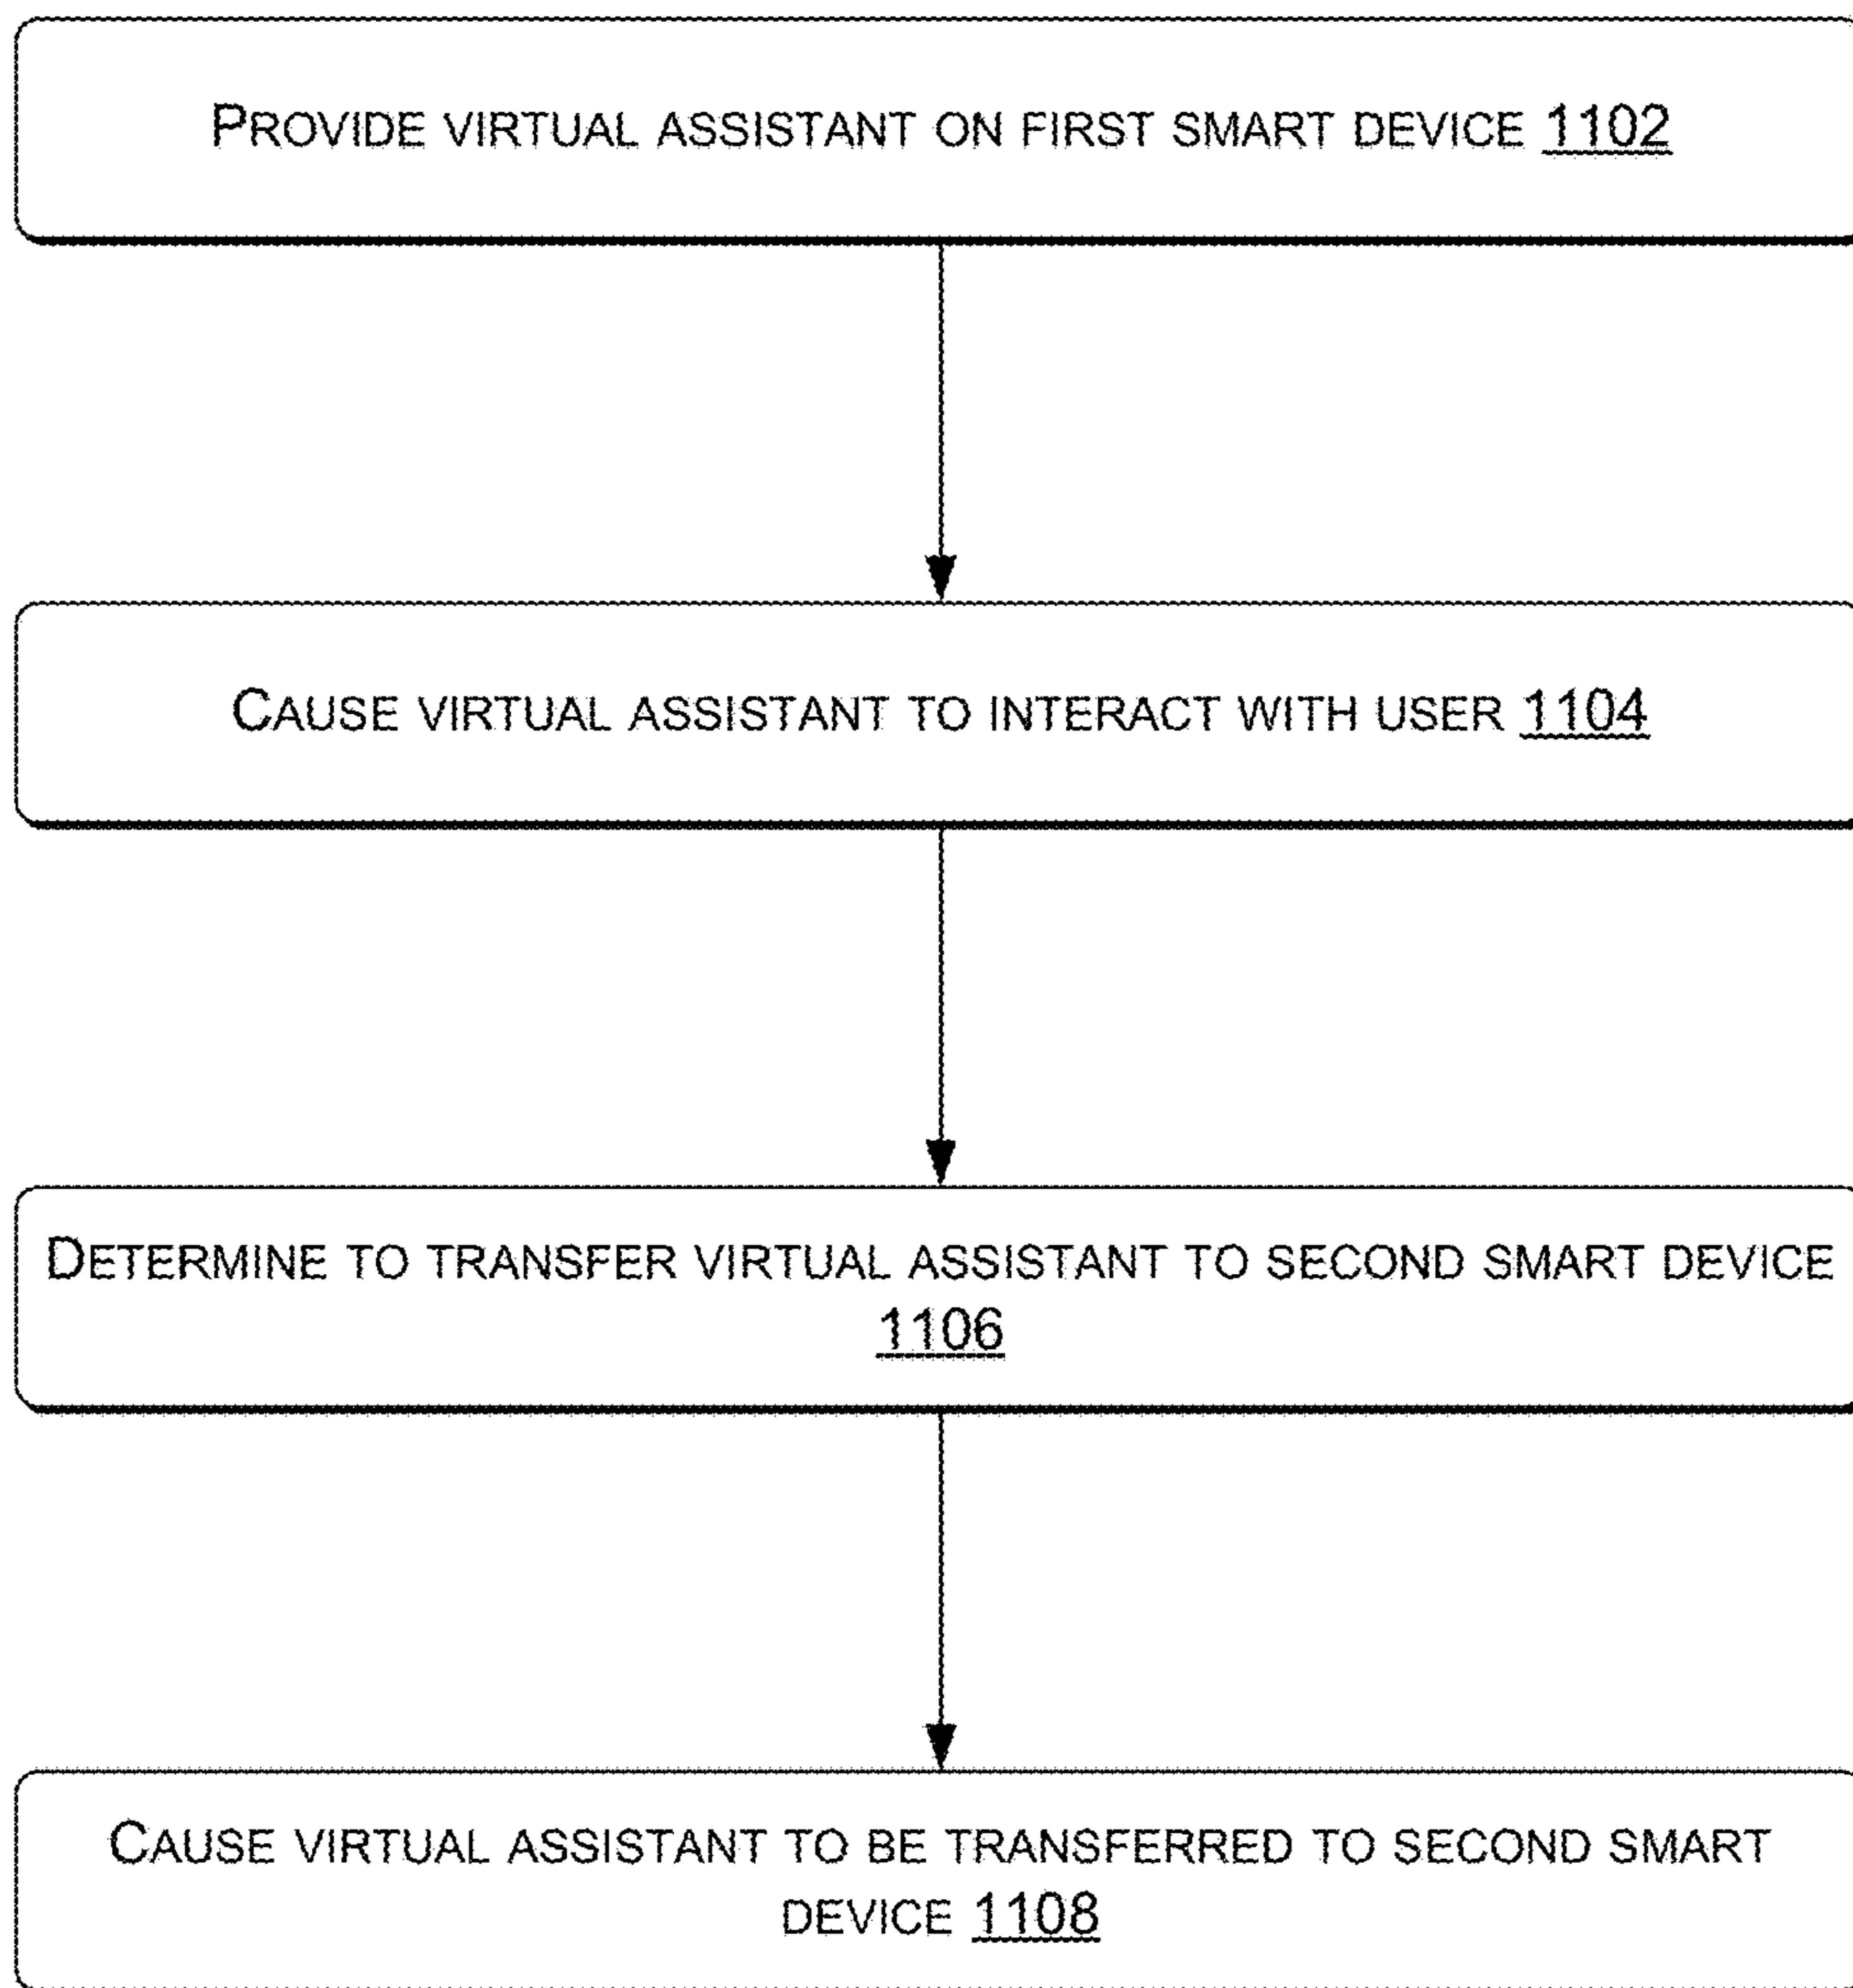 PROVIDE VIRTUAL ASSISTANT ON FIRST SMART DEVICE 1102
CAUSE VIRTUAL ASSISTANT TO INTERACT WITH USER 1104
DETERMINE TO TRANSFER VIRTUAL ASSISTANT TO SECOND SMART DEVICE
1106
CAUSE VIRTUAL ASSISTANT TO BE TRANSFERRED TO SECOND SMART
DEVICE 1108